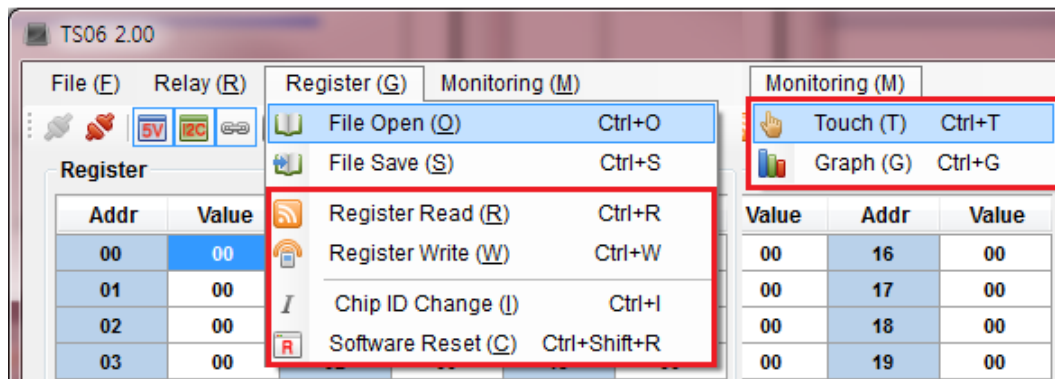 TS06 2.00
File (F) Relay (R) Register (G) Monitoring (M) Monitoring (M)
5V I2C File Open (O) Ctrl+O Touch (T) Ctrl+T
File Save (S) Ctrl+S Graph (G) Ctrl+G
Register
Addr Value Register Read (R) Ctrl+R Value Addr Value
00 00 Register Write (W) Ctrl+W 00 16 00
01 00 I Chip ID Change (I) Ctrl+I 00 17 00
02 00 R Software Reset (C) Ctrl+Shift+R 00 18 00
03 00 00 19 00